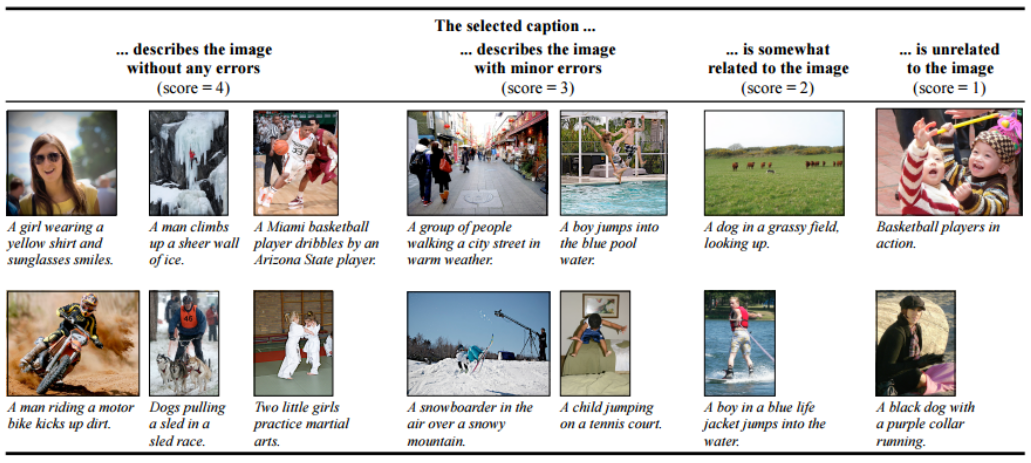 The selected caption ...
... describes the image
without any errors
(score = 4)
... describes the image
with minor errors
(score = 3)
... is somewhat
related to the image
(score = 2)
... is unrelated
to the image
(score = 1)
A girl wearing a
yellow shirt and
sunglasses smiles.
A man climbs
up a sheer wall
of ice.
33
A Miami basketball
player dribbles by an
Arizona State player.
A group of people
walking a city street in
warm weather.
A boy jumps into
the blue pool
water.
A dog in a grassy field,
looking up.
Basketball players in
action.
A man riding a motor
bike kicks up dirt.
46
Dogs pulling
a sled in a
sled race.
Two little girls
practice martial
arts.
A snowboarder in the
air over a snowy
mountain.
A child jumping
on a tennis court.
A boy in a blue life
jacket jumps into the
water.
A black dog with
a purple collar
running.